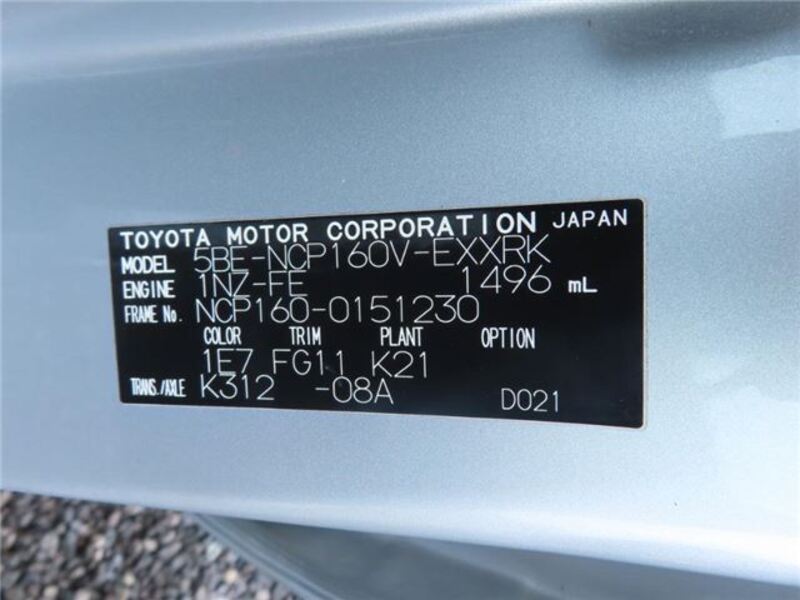 TOYOTA MOTOR CORPORATION JAPAN
MODEL 5BE-NCP160V-EXXRK
ENGINE 1NZ-FE 1496 mL
FRAME No. NCP160-0151230
COLOR TRIM PLANT OPTION
1E7 FG11 K21
TRANS./AXLE K312 -08A D021